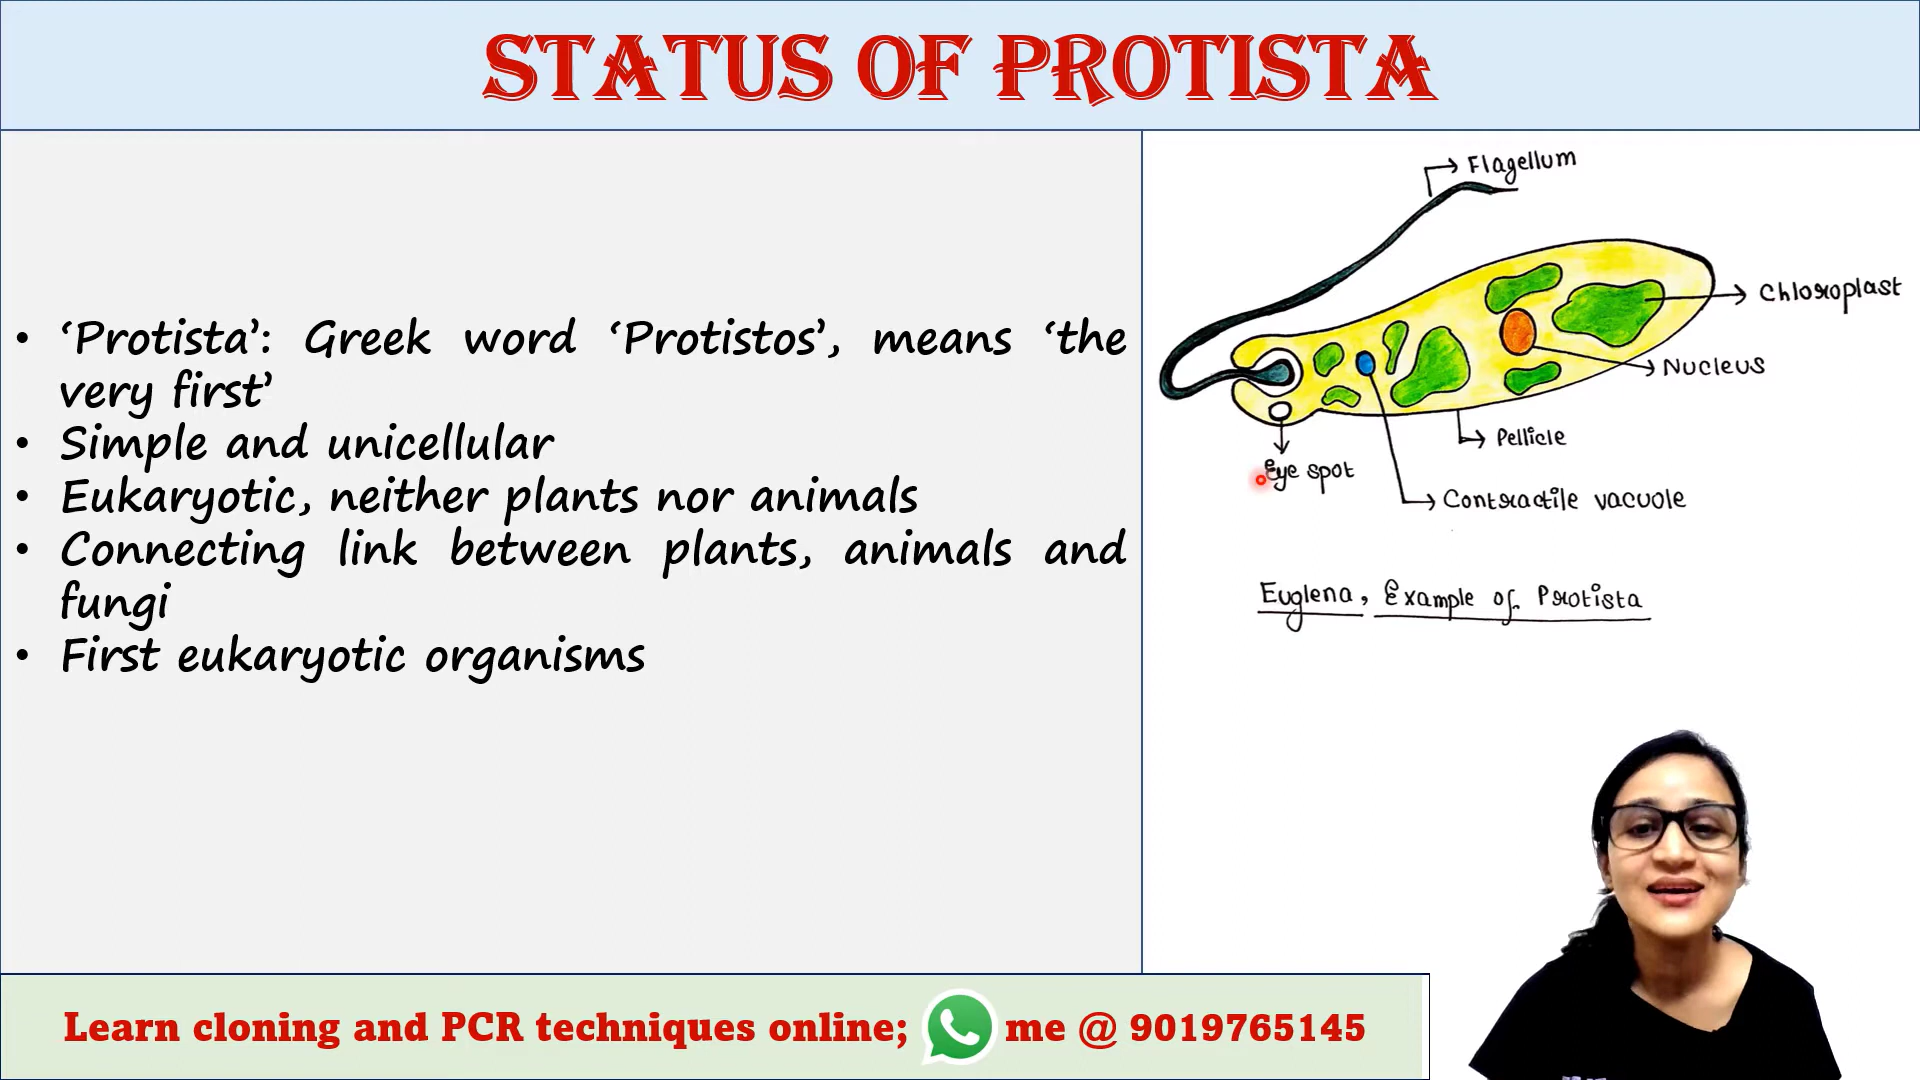 STATUS OF PROTISTA
• ‘Protista’: Greek word ‘Protistos’, means ‘the
very first’
• Simple and unicellular
• Eukaryotic, neither plants nor animals
• Connecting link between plants, animals and
fungi
• First eukaryotic organisms
Flagellum
Chloroplast
Nucleus
Pellicle
Eye spot
Contractile vacuole
Euglena, Example of Protista
Learn cloning and PCR techniques online; me @ 9019765145